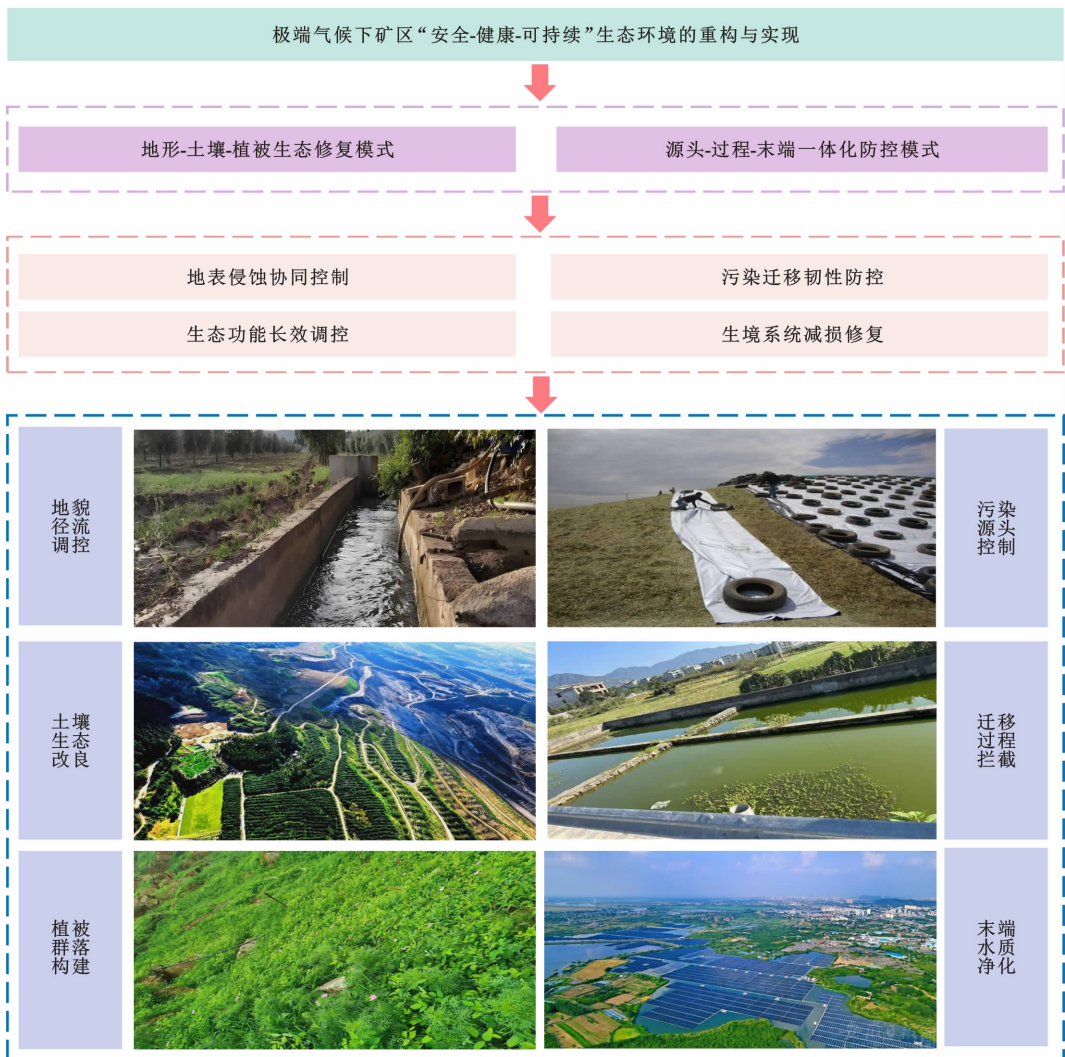 极端气候下矿区“安全-健康-可持续”生态环境的重构与实现
地形-土壤-植被生态修复模式
源头-过程-末端一体化防控模式
地表侵蚀协同控制
污染迁移韧性防控
生态功能长效调控
生境系统减损修复
地貌
径流
调控
污染
源头
控制
土壤
生态
改良
迁移
过程
拦截
植被
群落
构建
末端
水质
净化